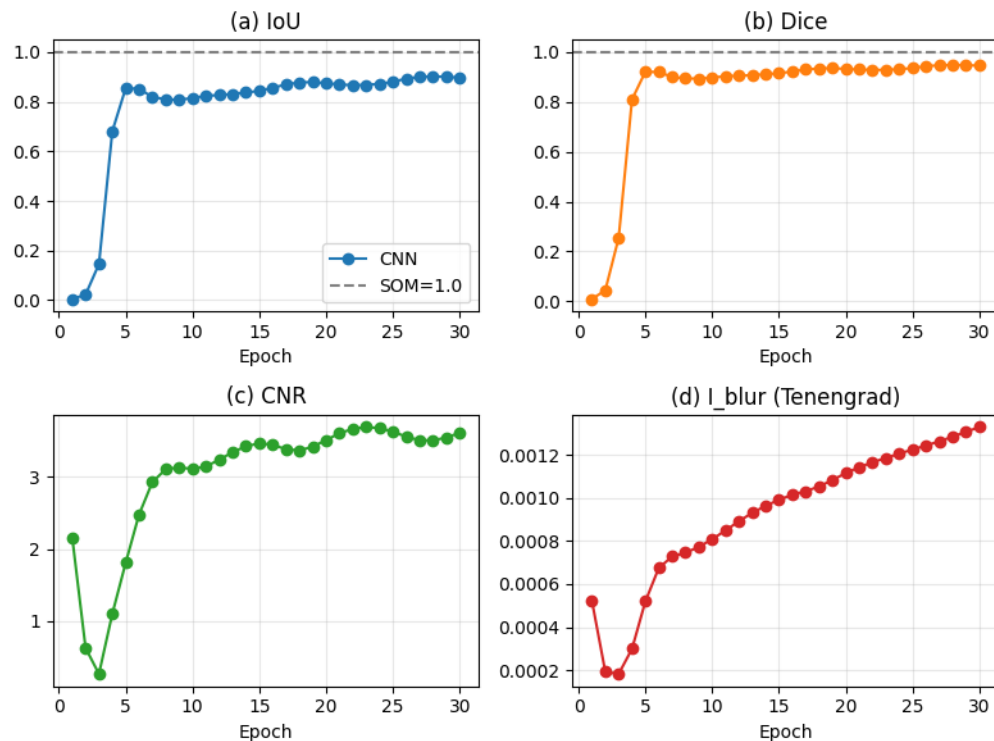 (a) IoU
1.0
0.8
0.6
0.4
0.2
0.0
CNN
SOM=1.0
0 5 10 15 20 25 30
Epoch
(b) Dice
1.0
0.8
0.6
0.4
0.2
0.0
0 5 10 15 20 25 30
Epoch
(c) CNR
3
2
1
0 5 10 15 20 25 30
Epoch
(d) I_blur (Tenengrad)
0.0012
0.0010
0.0008
0.0006
0.0004
0.0002
0 5 10 15 20 25 30
Epoch